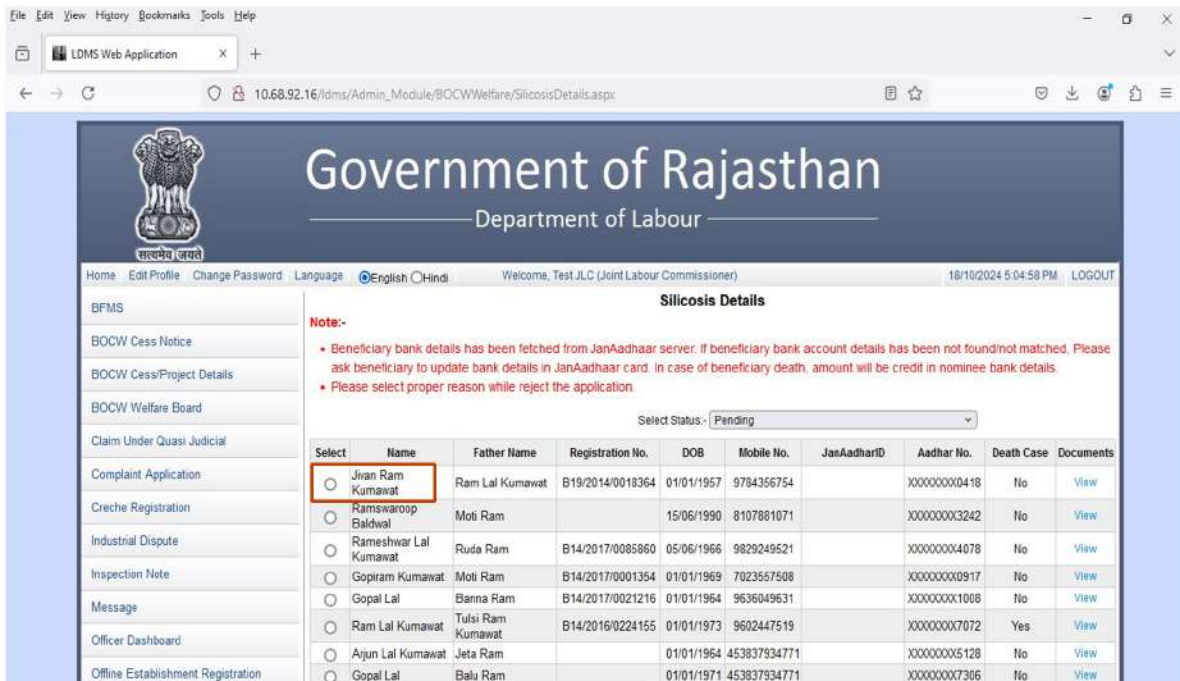 File Edit View History Bookmarks Tools Help
LDMS Web Application
10.68.92.16/ldms/Admin_Module/BOCWWelfare/SilicosisDetails.aspx
Government of Rajasthan
Department of Labour
सत्यमेव जयते
Home Edit Profile Change Password Language English Hindi Welcome, Test JLC (Joint Labour Commissioner) 18/10/2024 5:04:58 PM LOGOUT
BFMS
BOCW Cess Notice
BOCW Cess/Project Details
BOCW Welfare Board
Claim Under Quasi Judicial
Complaint Application
Creche Registration
Industrial Dispute
Inspection Note
Message
Officer Dashboard
Offline Establishment Registration
Silicosis Details
Note:-
• Beneficiary bank details has been fetched from JanAadhaar server. If beneficiary bank account details has been not found/not matched, Please
ask beneficiary to update bank details in JanAadhaar card. In case of beneficiary death, amount will be credit in nominee bank details.
• Please select proper reason while reject the application.
Select Status:- Pending
Select Name Father Name Registration No. DOB Mobile No. JanAadharID Aadhar No. Death Case Documents
Jivan Ram
Kumawat Ram Lal Kumawat B19/2014/0018364 01/01/1957 9784356754 XXXXXXXX0418 No View
Ramswaroop
Baldwal Moti Ram 15/06/1990 8107881071 XXXXXXXX3242 No View
Rameshwar Lal
Kumawat Ruda Ram B14/2017/0085860 05/06/1966 9829249521 XXXXXXXX4078 No View
Gopiram Kumawat Moti Ram B14/2017/0001354 01/01/1969 7023557508 XXXXXXXX0917 No View
Gopal Lal Banna Ram B14/2017/0021216 01/01/1964 9636049631 XXXXXXXX1008 No View
Ram Lal Kumawat Tulsi Ram
Kumawat B14/2016/0224155 01/01/1973 9602447519 XXXXXXXX7072 Yes View
Arjun Lal Kumawat Jeta Ram 01/01/1964 453837934771 XXXXXXXX5128 No View
Gopal Lal Balu Ram 01/01/1971 453837934771 XXXXXXXX7306 No View